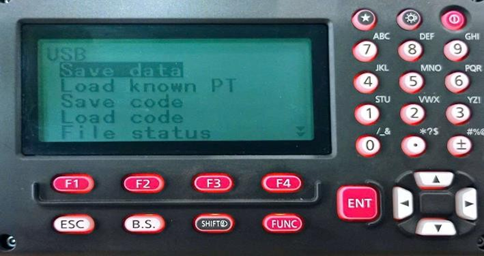 USB
Save data
Load known PT
Save code
Load code
File status
ABC DEF GHI
7 8 9
JKL MNO PQR
4 5 6
STU VWX YZ!
1 2 3
/_& *?$ #%@
0 . ±
F1 F2 F3 F4
ESC B.S. SHIFT FUNC
ENT